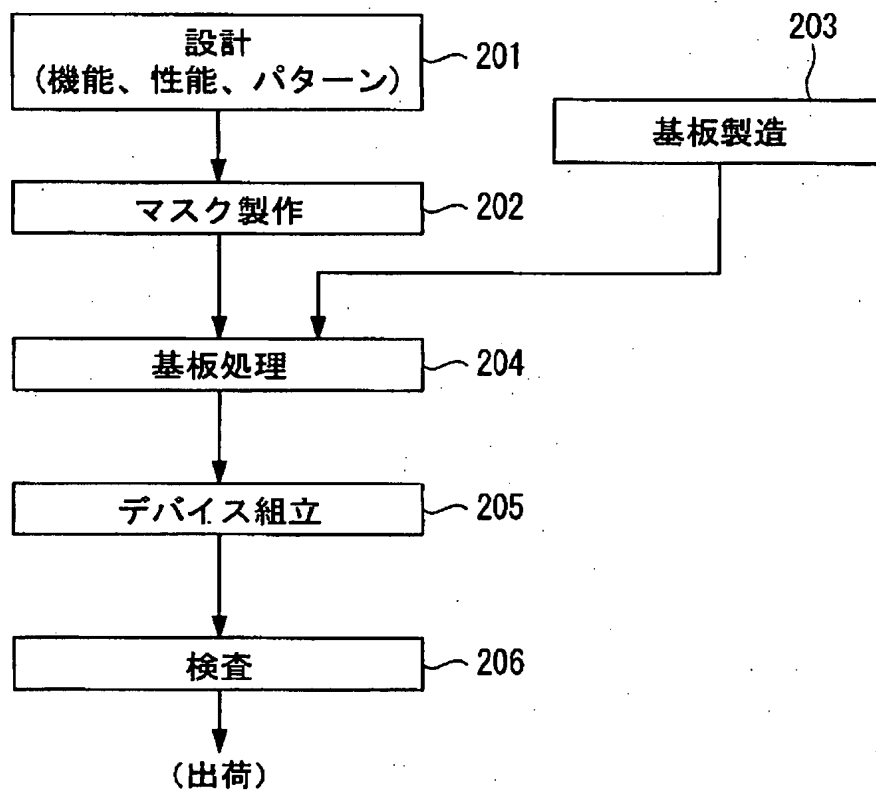 設計
(機能、性能、パターン)
201
203
基板製造
マスク製作
202
基板処理
204
デバイス組立
205
検査
206
(出荷)